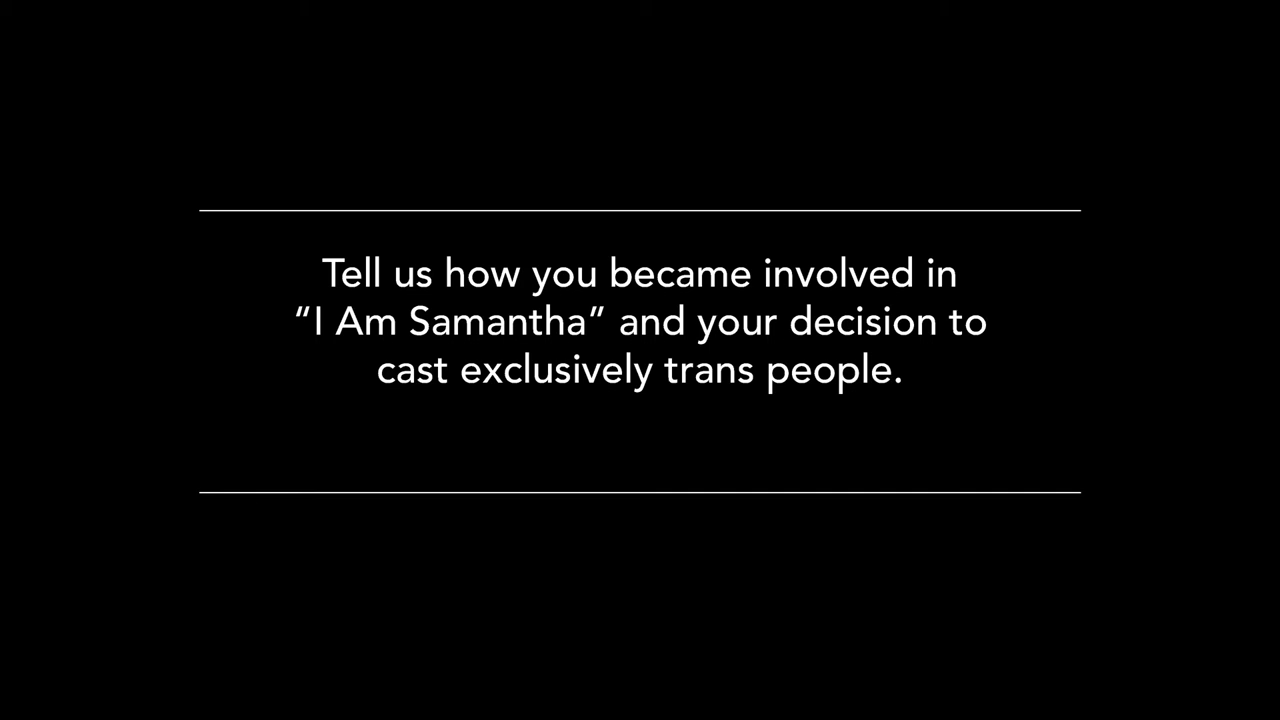 Tell us how you became involved in
“I Am Samantha” and your decision to
cast exclusively trans people.